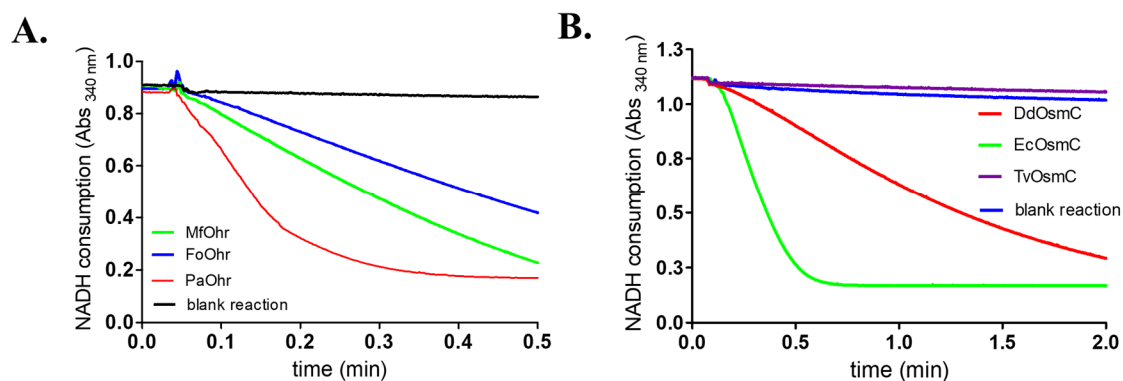 A.
NADH consumption (Abs 340 nm)
1.0
0.8
0.6
0.4
0.2
0.0
MfOhr
FoOhr
PaOhr
blank reaction
0.0 0.1 0.2 0.3 0.4 0.5
time (min)
B.
NADH consumption (Abs 340 nm)
1.3
1.0
0.8
0.5
0.3
0.0
DdOsmC
EcOsmC
TvOsmC
blank reaction
0.0 0.5 1.0 1.5 2.0
time (min)